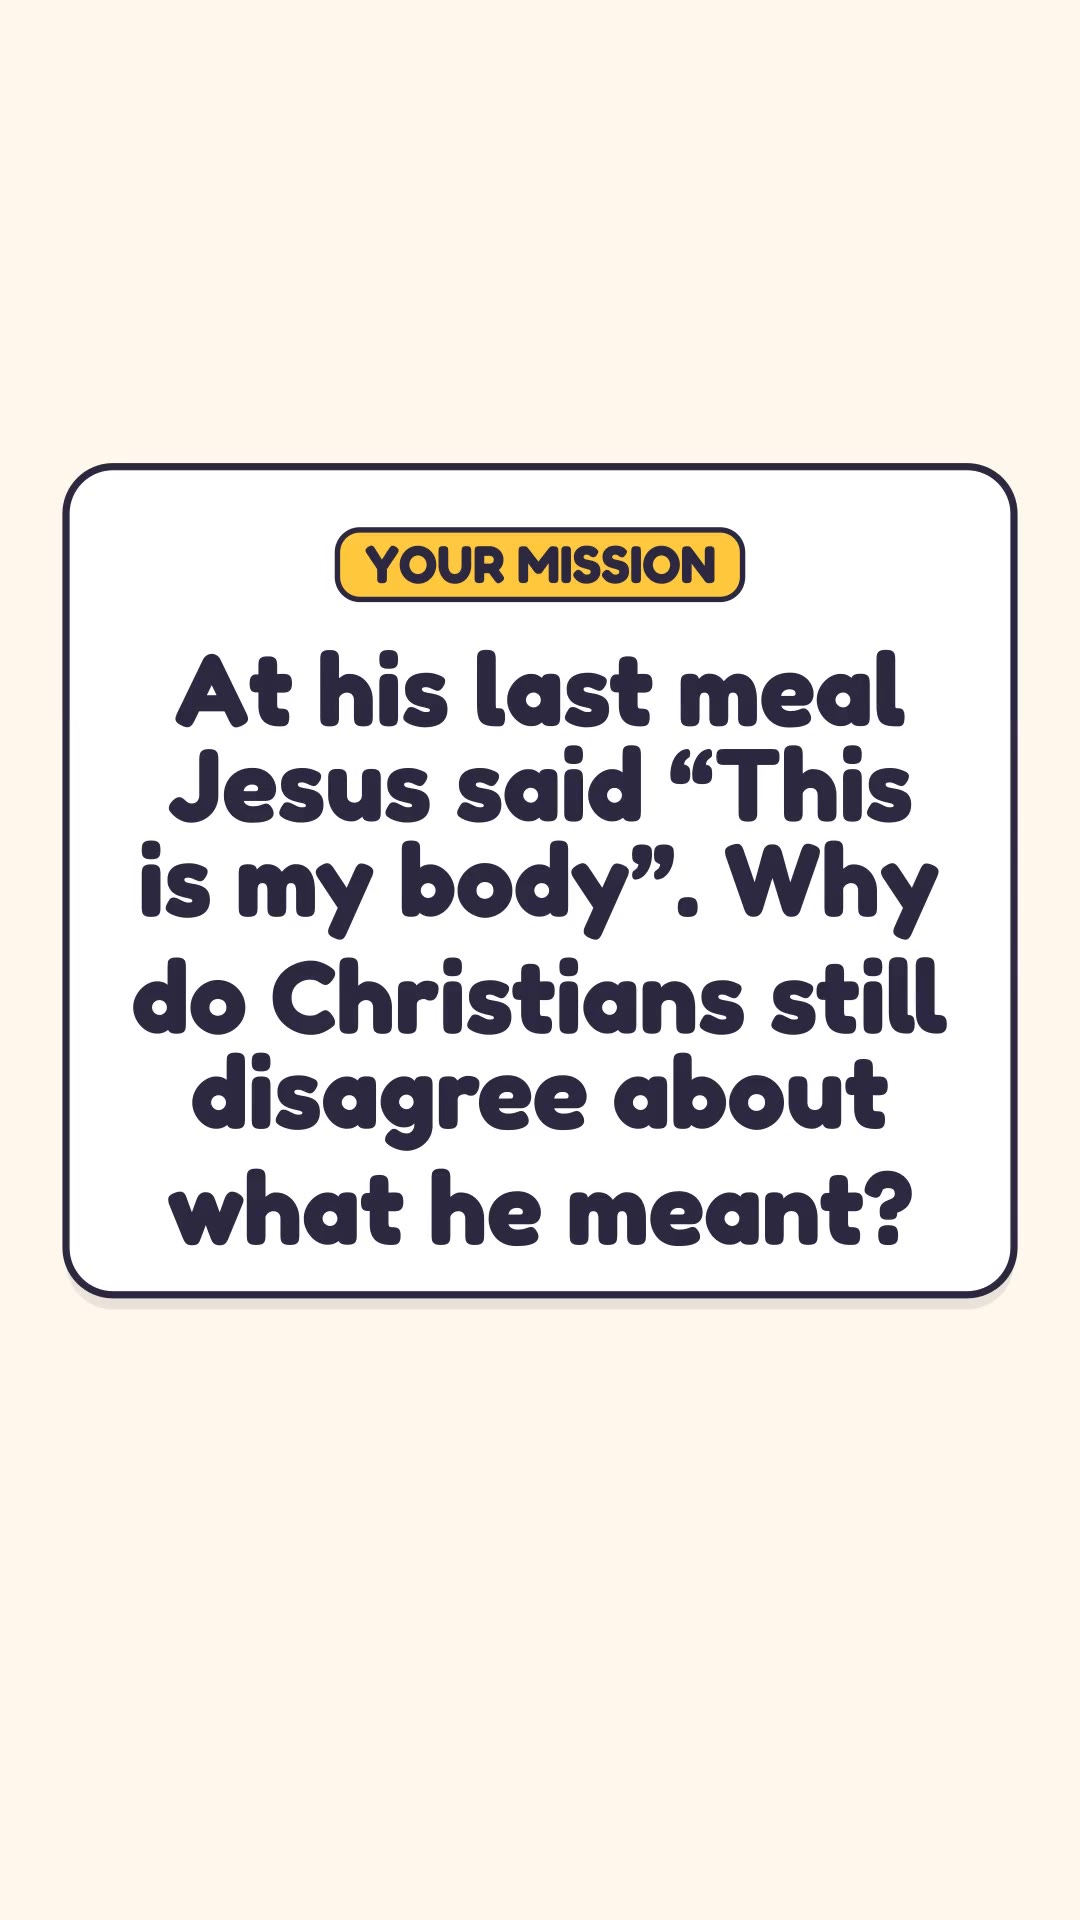 YOUR MISSION
At his last meal
Jesus said “This
is my body”. Why
do Christians still
disagree about
what he meant?